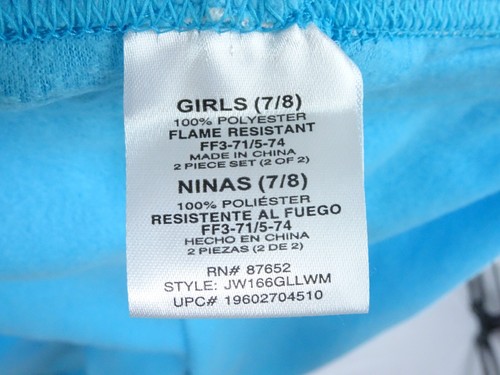 GIRLS (7/8)
100% POLYESTER
FLAME RESISTANT
FF3-71/5-74
MADE IN CHINA
2 PIECE SET (2 OF 2)
NINAS (7/8)
100% POLIÉSTER
RESISTENTE AL FUEGO
FF3-71/5-74
HECHO EN CHINA
2 PIEZAS (2 DE 2)
RN# 87652
STYLE: JW166GLLWM
UPC# 19602704510